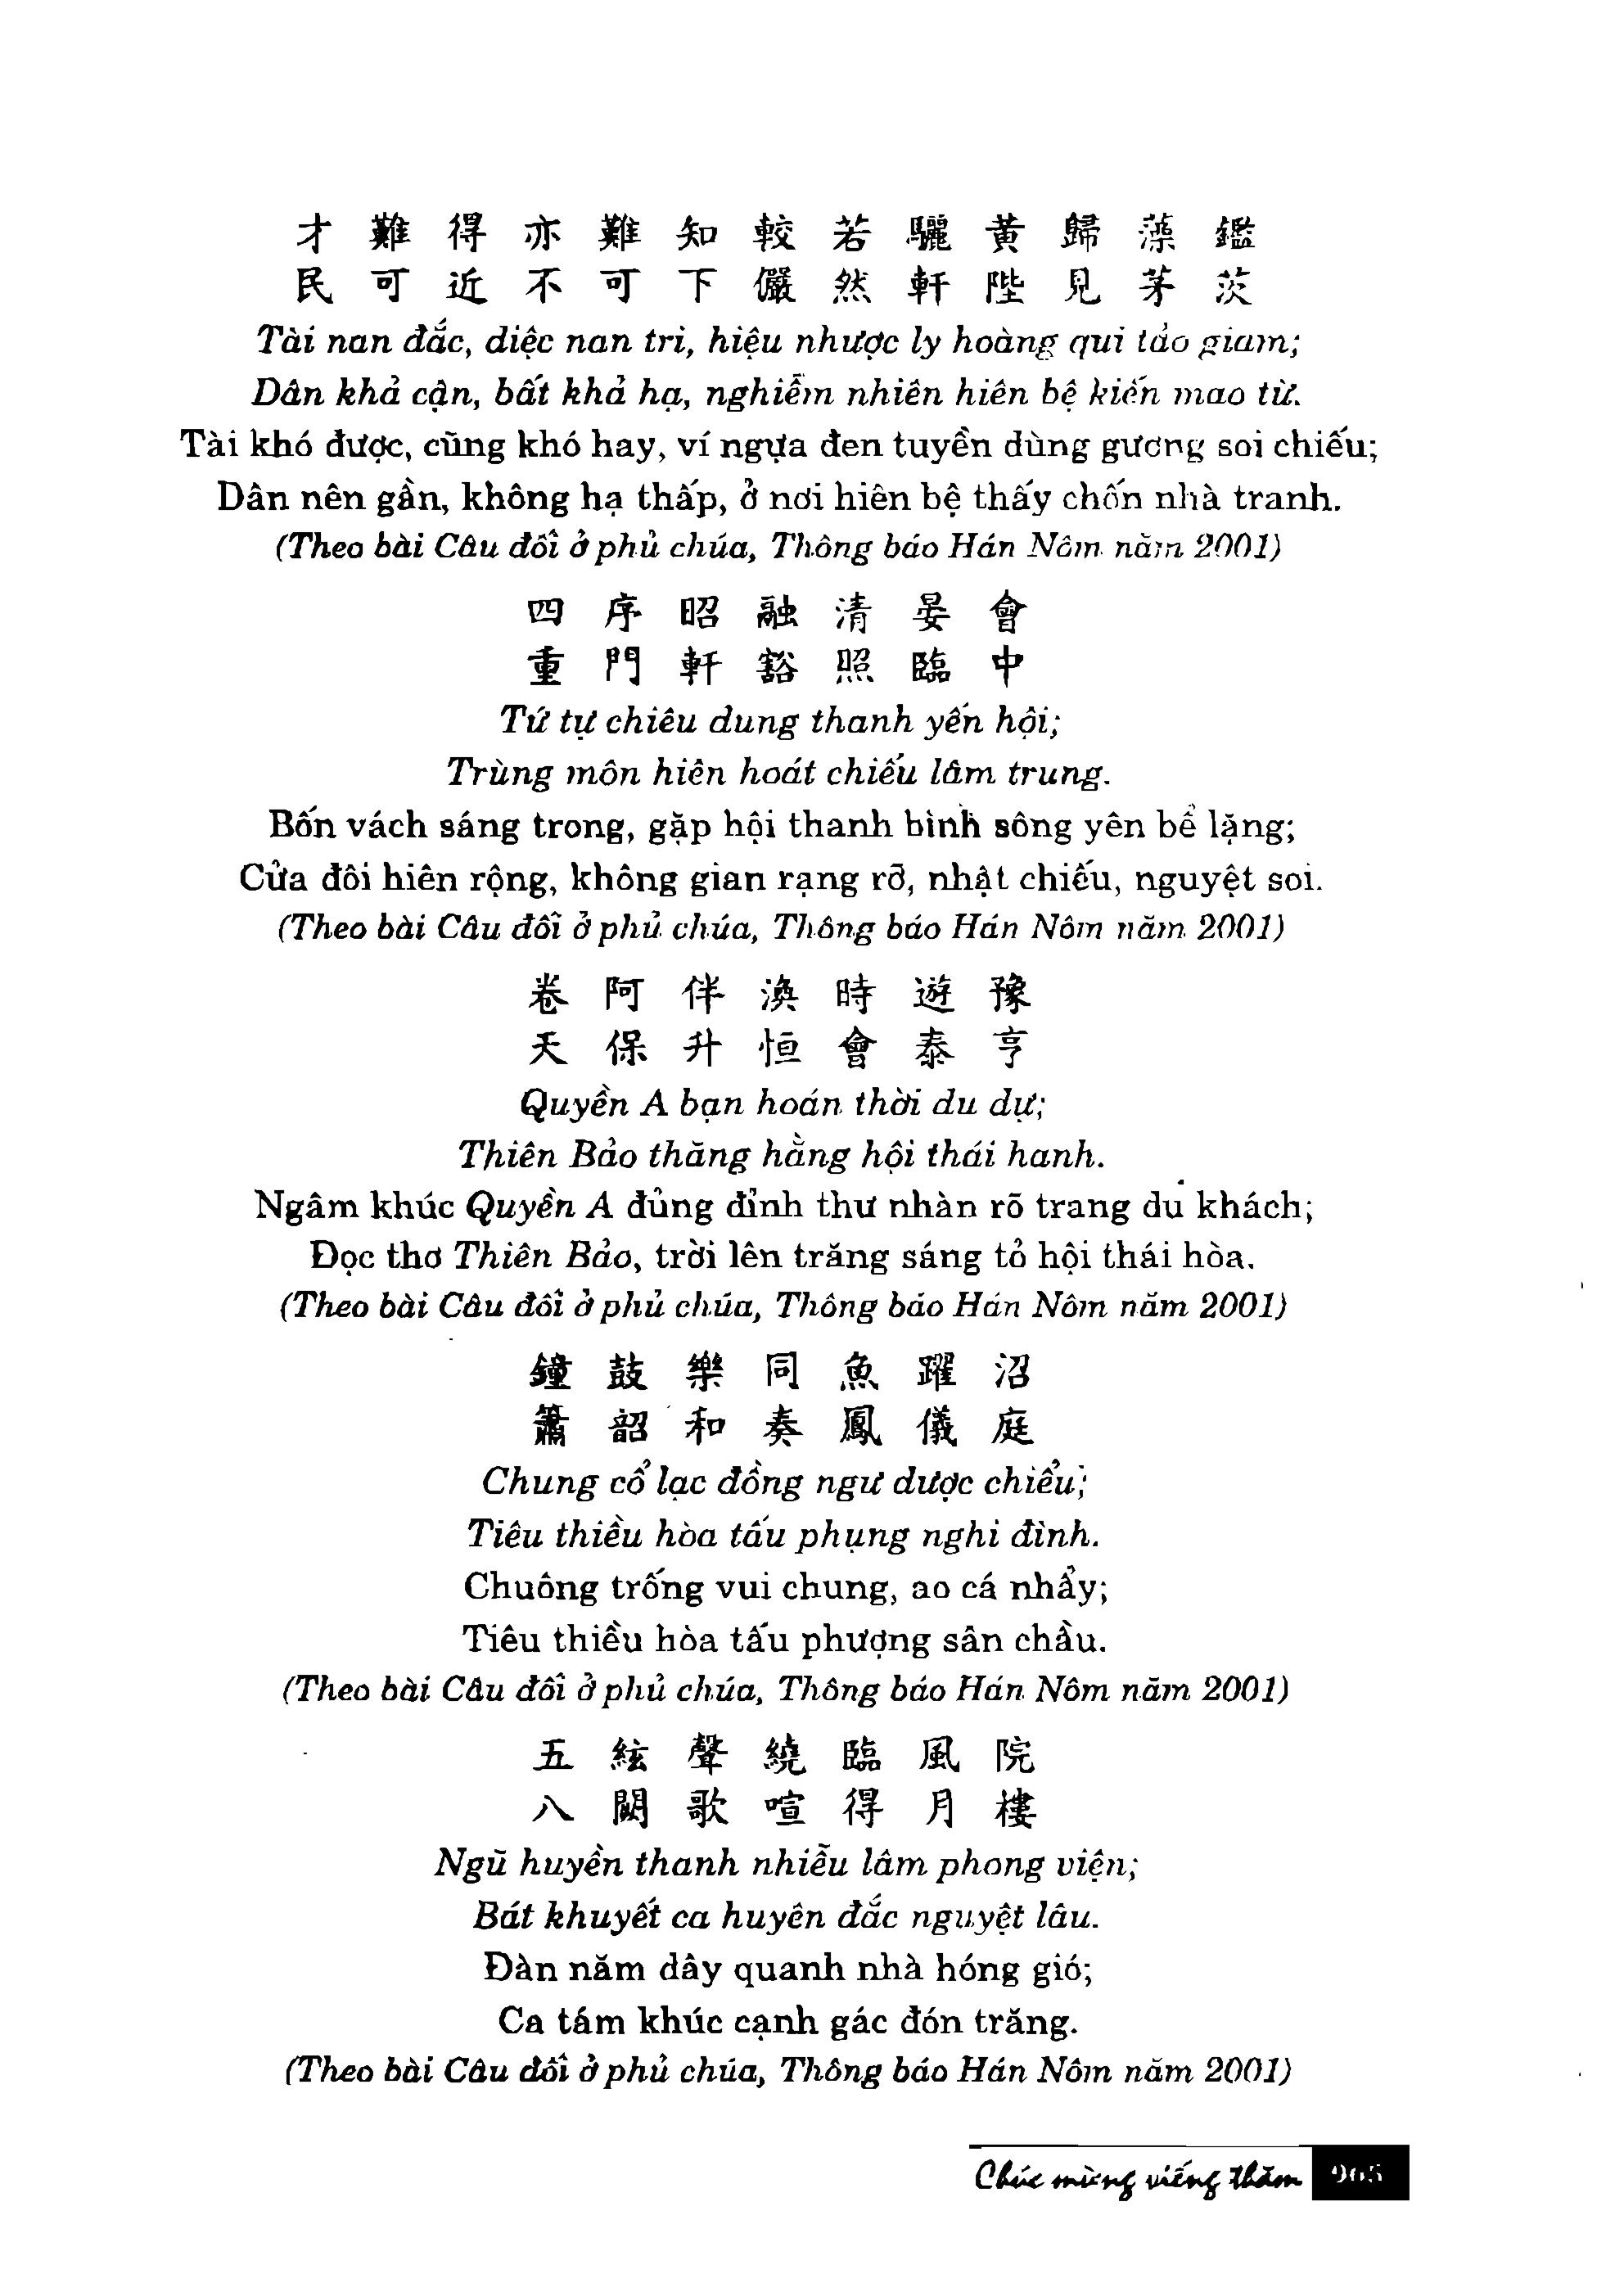 才難得亦難知較若驪黃歸藻鑑
民可近不可下儼然軒陛見茅茨
Tài nan đắc, diệc nan tri, hiệu nhược ly hoàng qui tảo giam;
Dân khả cận, bất khả hạ, nghiễm nhiên hiên bệ kiến mao từ.
Tài khó được, cũng khó hay, ví ngựa đen tuyền dùng gương soi chiếu;
Dân nên gần, không hạ thấp, ở nơi hiên bệ thấy chốn nhà tranh.
(Theo bài Câu đối ở phủ chúa, Thông báo Hán Nôm năm 2001)
四序昭融清晏會
重門軒豁照臨中
Tứ tự chiêu dung thanh yến hội;
Trùng môn hiên hoát chiếu lâm trung.
Bốn vách sáng trong, gặp hội thanh bình sông yên bể lặng;
Cửa đôi hiên rộng, không gian rạng rỡ, nhật chiếu, nguyệt soi.
(Theo bài Câu đối ở phủ chúa, Thông báo Hán Nôm năm 2001)
卷阿伴渙時遊豫
天保升恒會泰亨
Quyền A bạn hoán thời du dự;
Thiên Bảo thăng hằng hội thái hanh.
Ngâm khúc Quyền A đủng đỉnh thư nhàn rõ trang du khách;
Đọc thơ Thiên Bảo, trời lên trăng sáng tỏ hội thái hòa.
(Theo bài Câu đối ở phủ chúa, Thông báo Hán Nôm năm 2001)
鐘鼓樂同魚躍沼
簫韶和奏鳳儀庭
Chung cổ lạc đồng ngư dược chiểu;
Tiêu thiều hòa tấu phụng nghi đình.
Chuông trống vui chung, ao cá nhẩy;
Tiêu thiều hòa tấu phượng sân chầu.
(Theo bài Câu đối ở phủ chúa, Thông báo Hán Nôm năm 2001)
五絃聲繞臨風院
八闋歌喧得月樓
Ngũ huyền thanh nhiễu lâm phong viện;
Bát khuyết ca huyên đắc nguyệt lâu.
Đàn năm dây quanh nhà hóng gió;
Ca tám khúc cạnh gác đón trăng.
(Theo bài Câu đối ở phủ chúa, Thông báo Hán Nôm năm 2001)
Chúc mừng viếng thăm 965